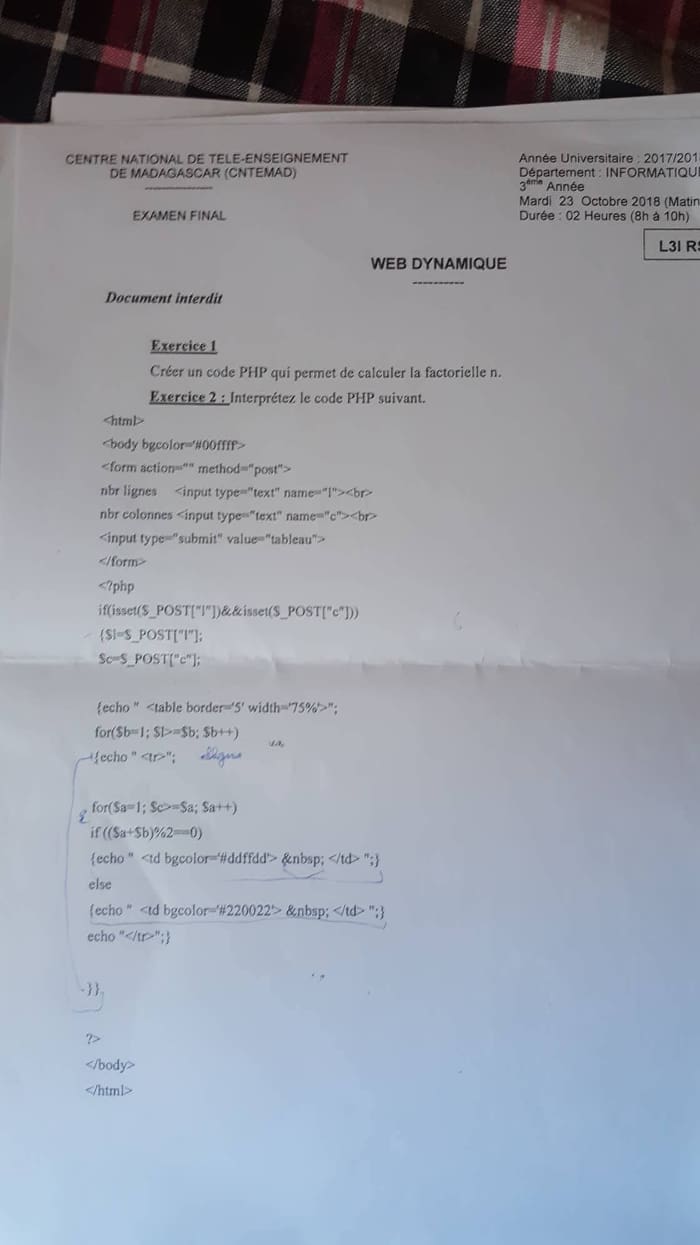 CENTRE NATIONAL DE TELE-ENSEIGNEMENT
DE MADAGASCAR (CNTEMAD)
---------------
EXAMEN FINAL
Année Universitaire : 2017/201
Département : INFORMATIQU
3ème Année
Mardi 23 Octobre 2018 (Matin
Durée : 02 Heures (8h à 10h)
L3I RS
WEB DYNAMIQUE
----------
Document interdit
Exercice 1
Créer un code PHP qui permet de calculer la factorielle n.
Exercice 2 : Interprétez le code PHP suivant.
<html>
<body bgcolor='#00ffff'>
<form action="" method="post">
nbr lignes <input type="text" name="l"><br>
nbr colonnes <input type="text" name="c"><br>
<input type="submit" value="tableau">
</form>
<?php
if(isset($_POST["l"])&&isset($_POST["c"]))
{$l=$_POST["l"];
$c=$_POST["c"];
{echo " <table border='5' width='75%'>";
for($b=1; $l>=$b; $b++)
{echo " <tr>"; ligne
for($a=1; $c>=$a; $a++)
if (($a+$b)%2==0)
{echo " <td bgcolor='#ddffdd'> &nbsp; </td> ";}
else
{echo " <td bgcolor='#220022'> &nbsp; </td> ";}
echo "</tr>";}
}}
?>
</body>
</html>